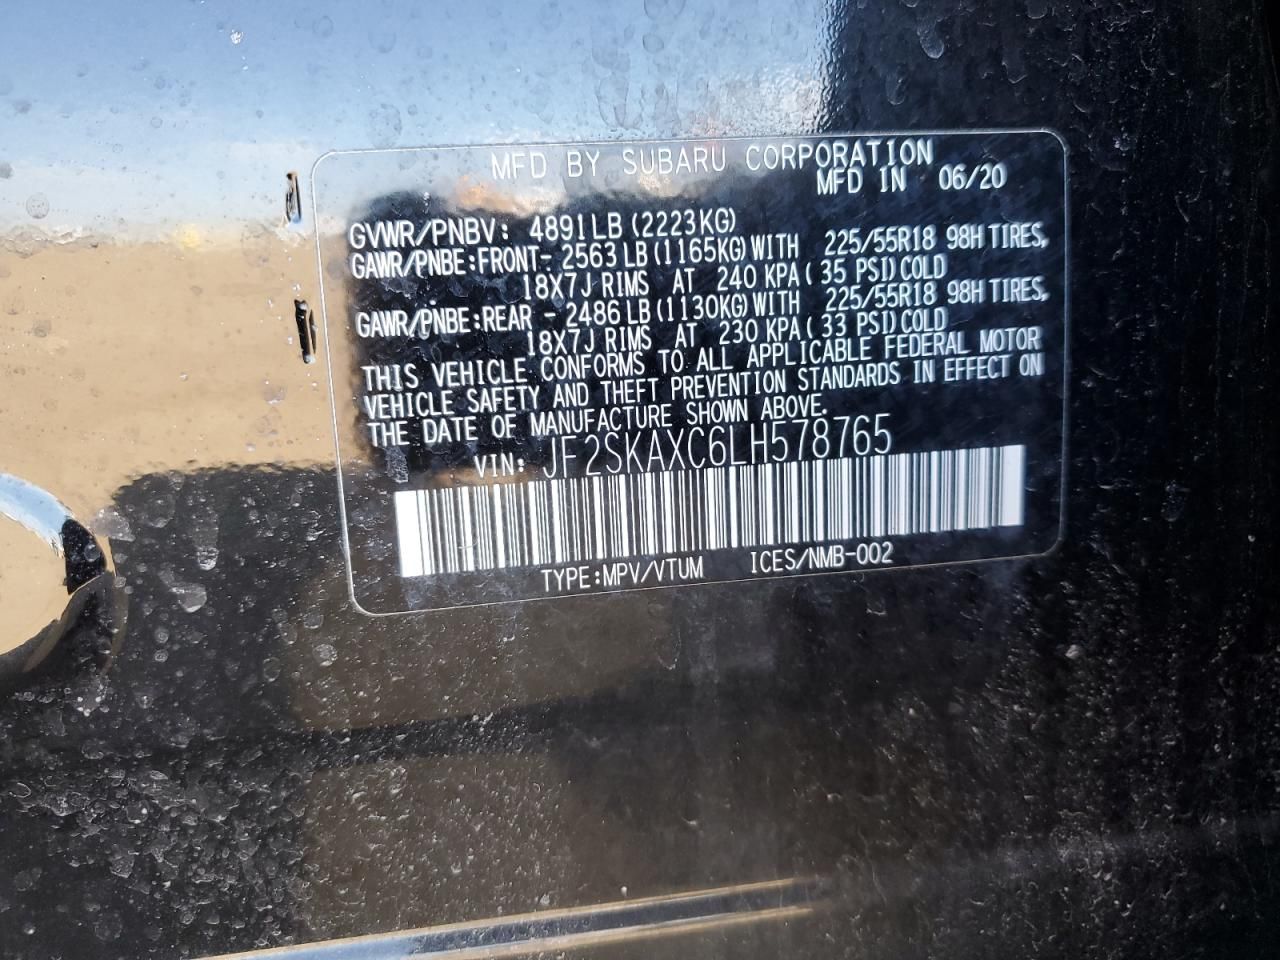 MFD BY SUBARU CORPORATION
MFD IN 06/20
GVWR/PNBV: 4891LB (2223KG)
GAWR/PNBE:FRONT- 2563 LB (1165KG) WITH 225/55R18 98H TIRES,
18X7J RIMS AT 240 KPA ( 35 PSI) COLD
GAWR/PNBE:REAR - 2486 LB (1130KG) WITH 225/55R18 98H TIRES,
18X7J RIMS AT 230 KPA ( 33 PSI) COLD
THIS VEHICLE CONFORMS TO ALL APPLICABLE FEDERAL MOTOR
VEHICLE SAFETY AND THEFT PREVENTION STANDARDS IN EFFECT ON
THE DATE OF MANUFACTURE SHOWN ABOVE.
VIN: JF2SKAXC6LH578765
TYPE:MPV/VTUM ICES/NMB-002